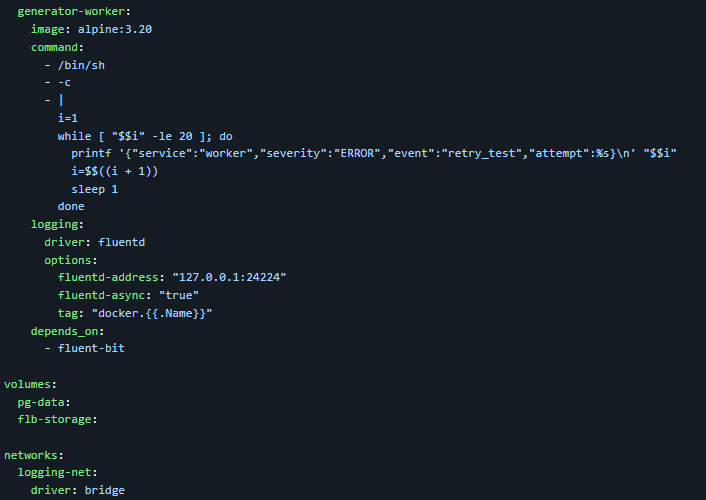 generator-worker:
    image: alpine:3.20
    command:
      - /bin/sh
      - -c
      - |
        i=1
        while [ "$$i" -le 20 ]; do
          printf '{"service":"worker","severity":"ERROR","event":"retry_test","attempt":%s}\n' "$$i"
          i=$$((i + 1))
          sleep 1
        done
    logging:
      driver: fluentd
      options:
        fluentd-address: "127.0.0.1:24224"
        fluentd-async: "true"
        tag: "docker.{{.Name}}"
    depends_on:
      - fluent-bit

volumes:
  pg-data:
  flb-storage:

networks:
  logging-net:
    driver: bridge